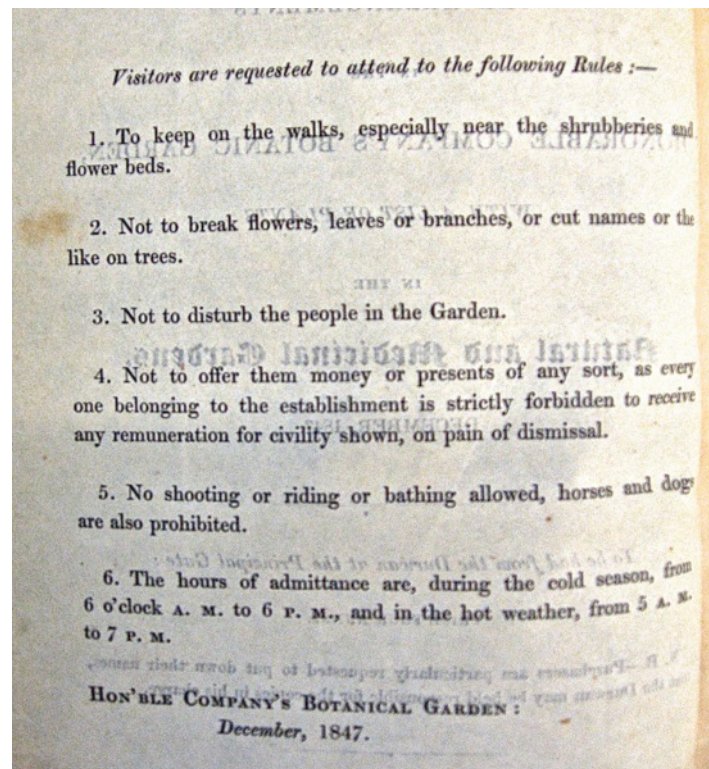 Visitors are requested to attend to the following Rules :—
1. To keep on the walks, especially near the shrubberies and
flower beds.
2. Not to break flowers, leaves or branches, or cut names or the
like on trees.
3. Not to disturb the people in the Garden.
4. Not to offer them money or presents of any sort, as every
one belonging to the establishment is strictly forbidden to receive
any remuneration for civility shown, on pain of dismissal.
5. No shooting or riding or bathing allowed, horses and dogs
are also prohibited.
6. The hours of admittance are, during the cold season, from
6 o'clock A. M. to 6 P. M., and in the hot weather, from 5 A. M.
to 7 P. M.
HON'BLE COMPANY'S BOTANICAL GARDEN :
December, 1847.